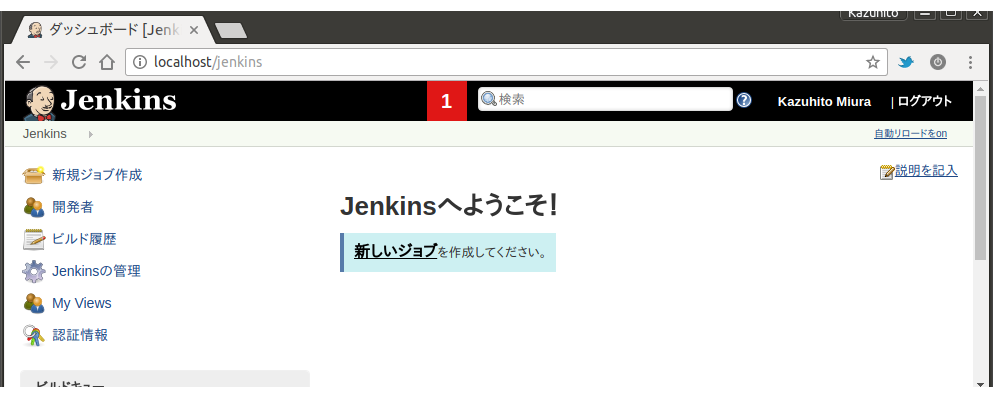 Kazuhito
ダッシュボード [Jenk
localhost/jenkins
Jenkins
1
検索
Kazuhito Miura
| ログアウト
Jenkins
自動リロードをon
新規ジョブ作成
説明を記入
開発者
ビルド履歴
Jenkinsの管理
My Views
認証情報
Jenkinsへようこそ!
新しいジョブを作成してください。
ビルドキュー